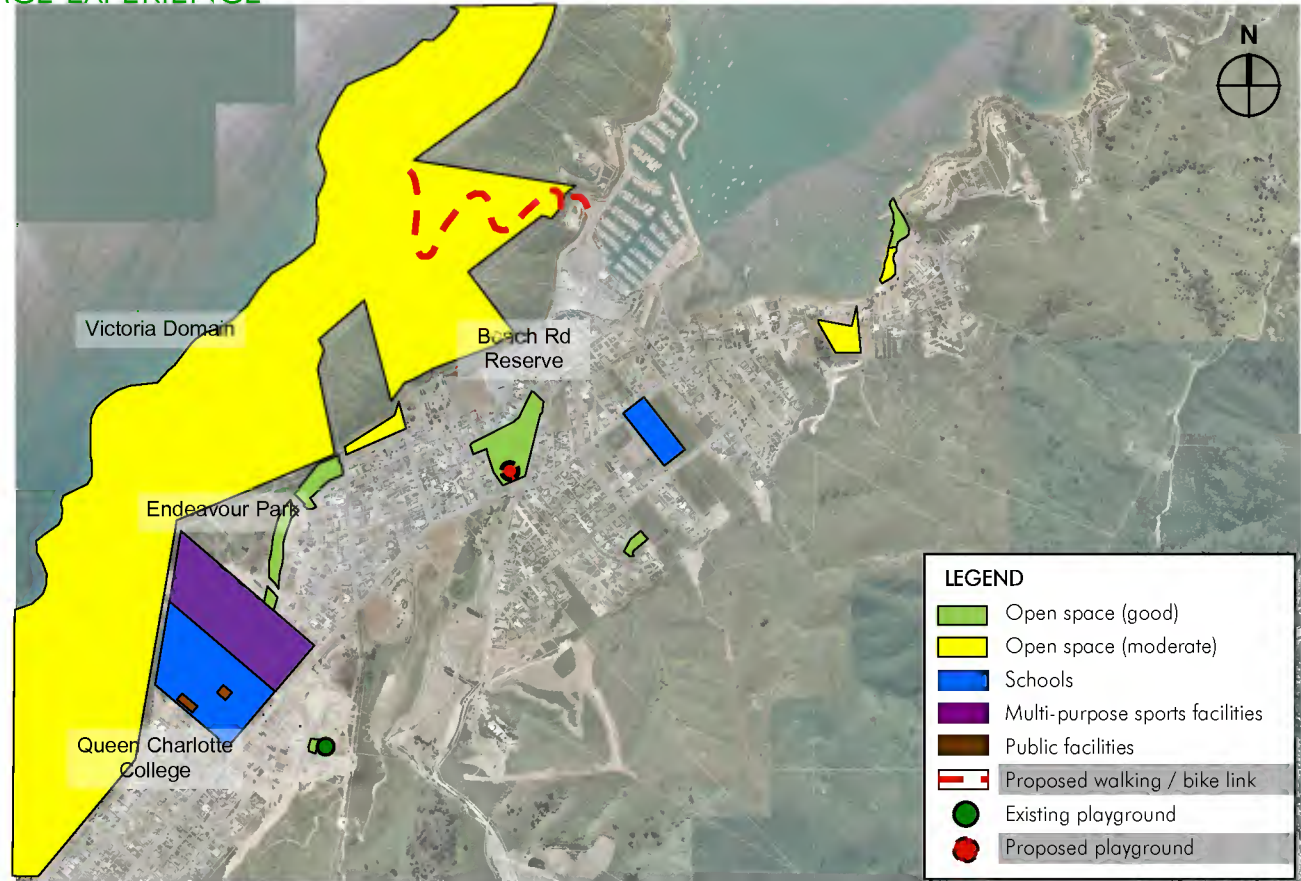 EXPERIENCE
N
Victoria Domain
Beach Rd
Reserve
Endeavour Park
Queen Charlotte
College
LEGEND
Open space (good)
Open space (moderate)
Schools
Multi-purpose sports facilities
Public facilities
Proposed walking / bike link
Existing playground
Proposed playground